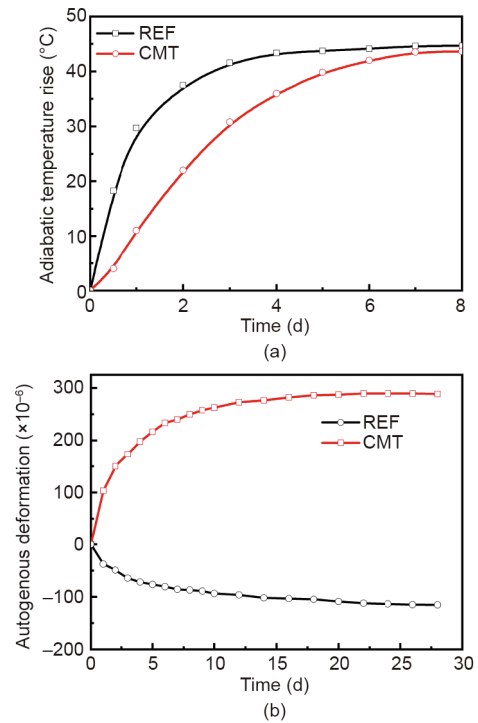 50
40
30
20
10
0
Adiabatic temperature rise (°C)
REF
CMT
0 2 4 6 8
Time (d)
(a)
300
200
100
0
–100
–200
Autogenous deformation (×10⁻⁶)
REF
CMT
0 5 10 15 20 25 30
Time (d)
(b)